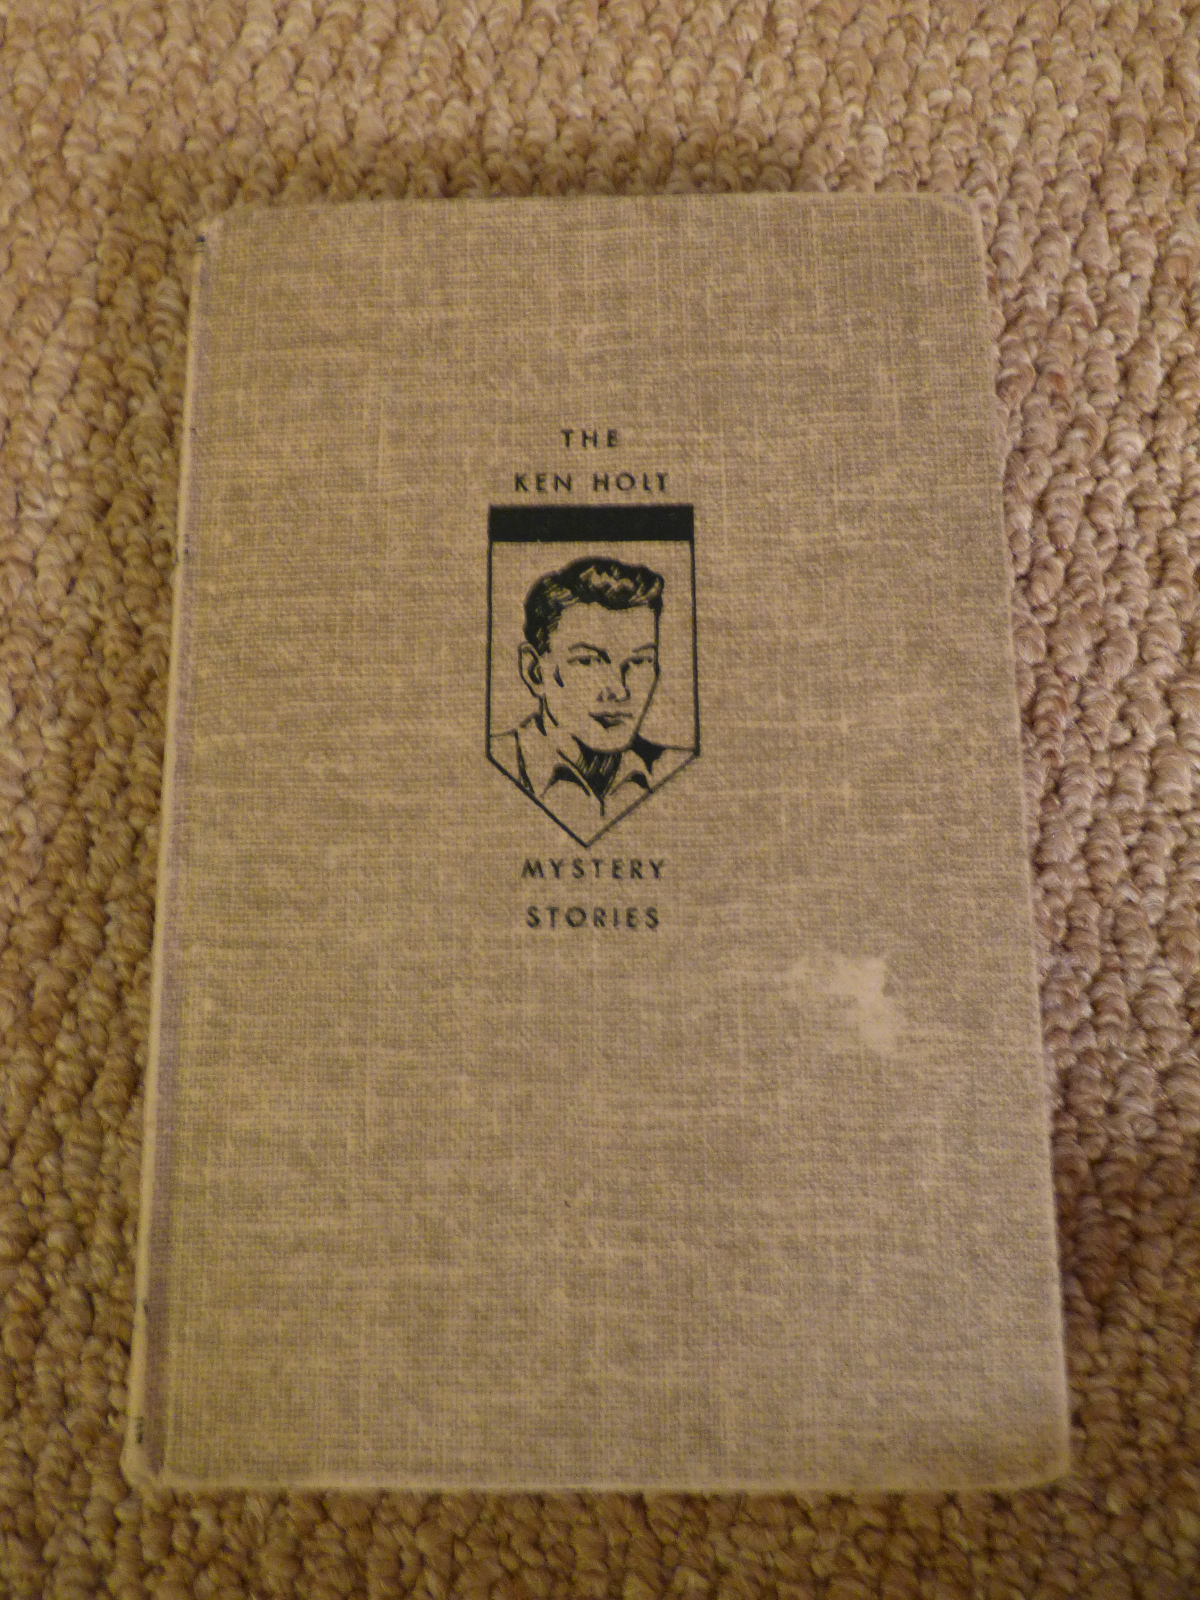 THE
KEN HOLT
MYSTERY
STORIES